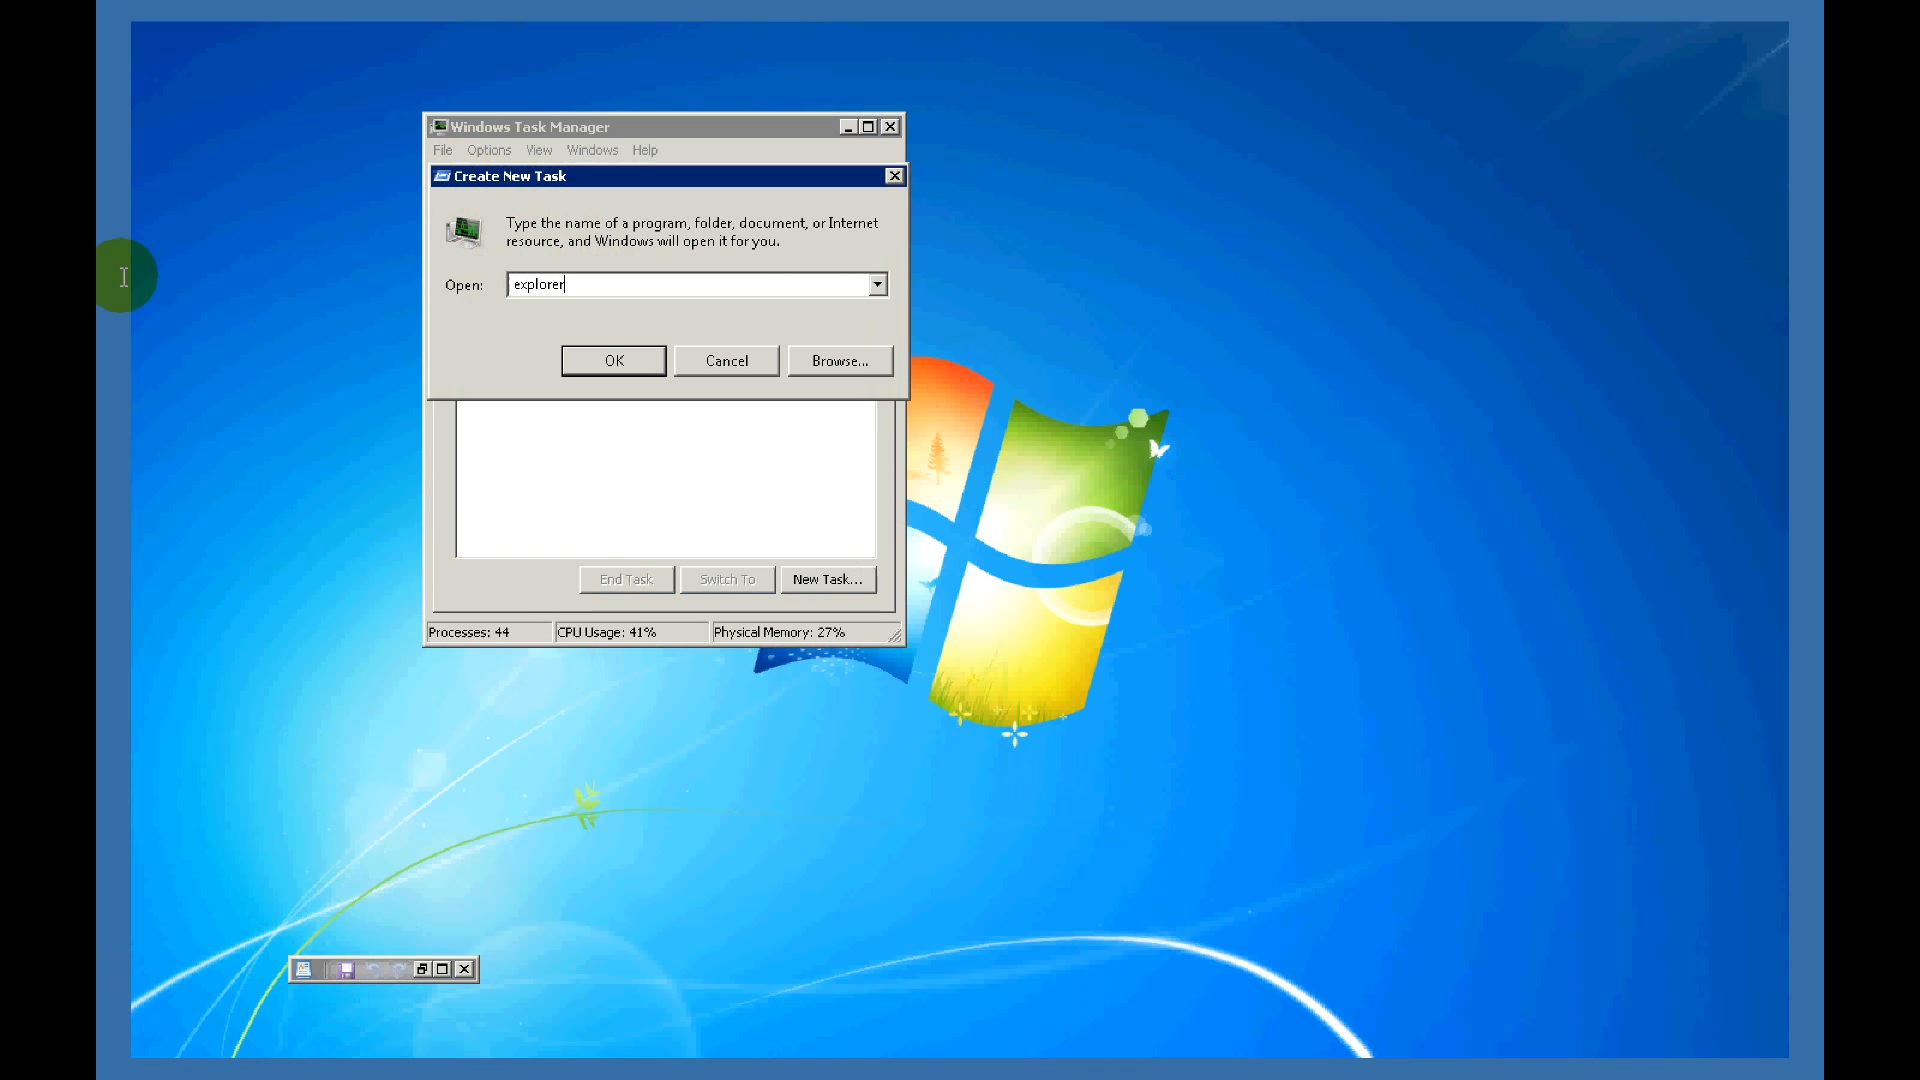 Windows Task Manager
File Options View Windows Help
Create New Task
Type the name of a program, folder, document, or Internet
resource, and Windows will open it for you.
Open: explorer
OK Cancel Browse...
End Task Switch To New Task...
Processes: 44 CPU Usage: 41% Physical Memory: 27%